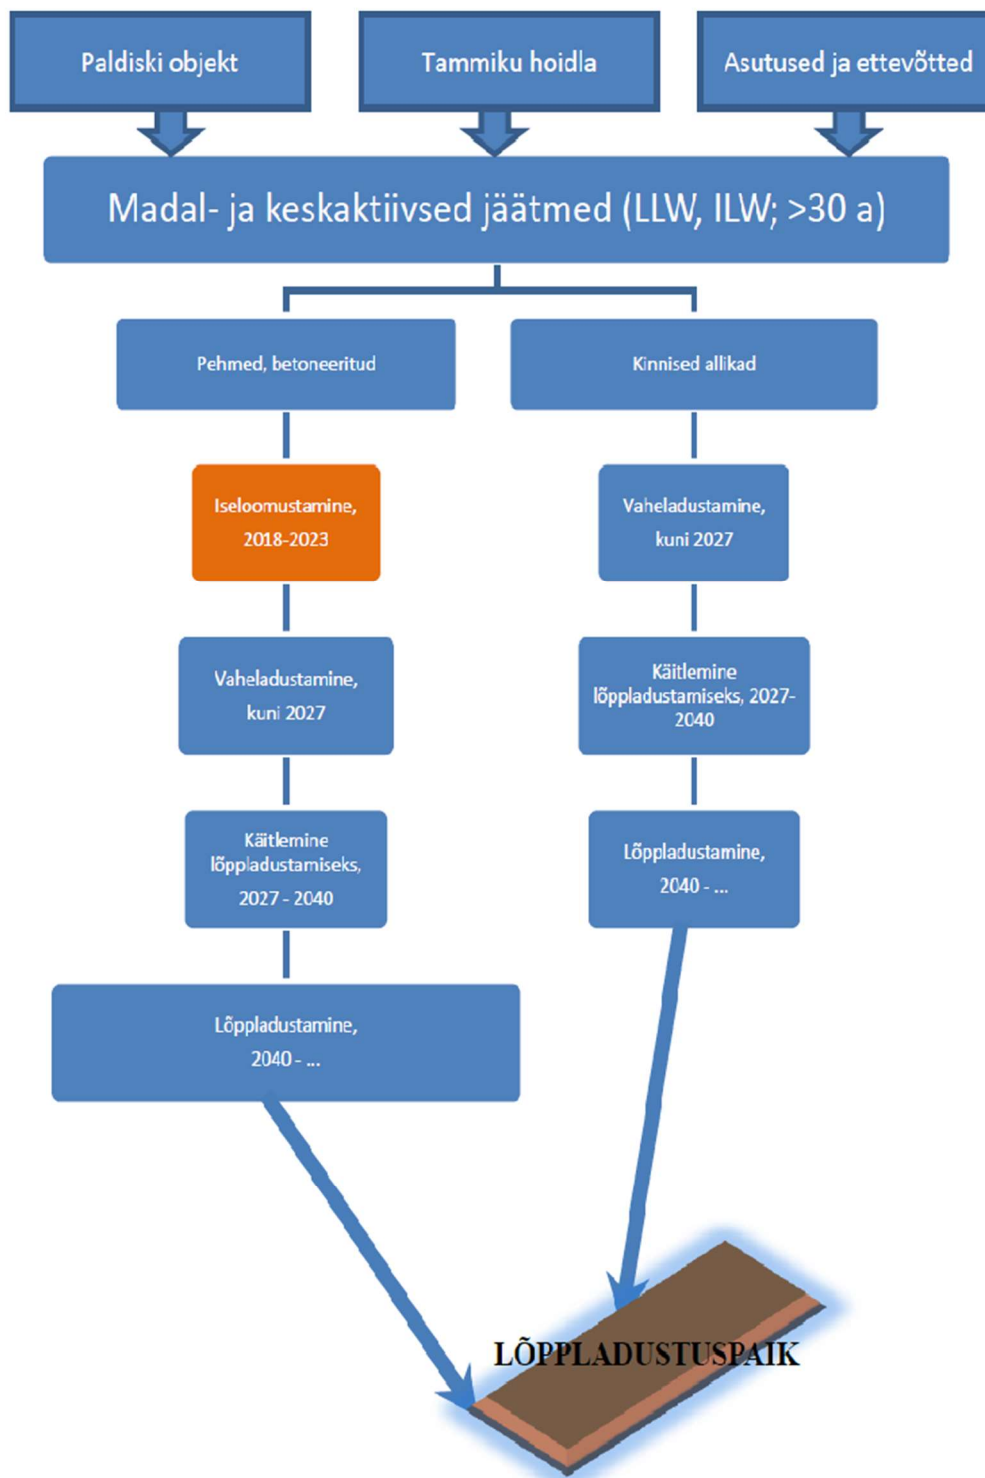 Paldiski objekt
Tammiku hoidla
Asutused ja ettevõtted
Madal- ja keskaktiivsed jäätmed (LLW, ILW; >30 a)
Pehmed, betoneeritud
Kinnised allikad
Iseloomustamine,
2018-2023
Vaheladustamine,
kuni 2027
Vaheladustamine,
kuni 2027
Käitlemine
lõppladustamiseks, 2027-
2040
Käitlemine
lõppladustamiseks,
2027 - 2040
Lõppladustamine,
2040 - ...
Lõppladustamine,
2040 - ...
LÕPPLADUSTUSPAIK